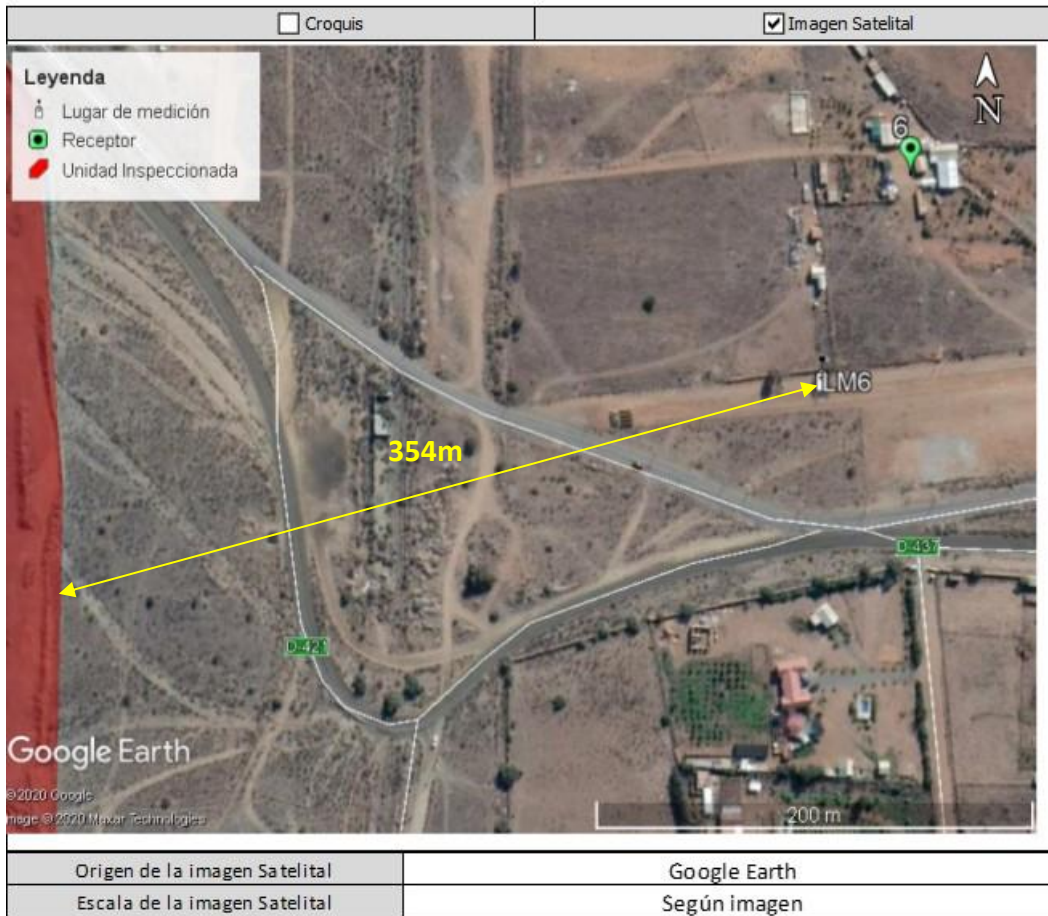 Croquis
Imagen Satelital
Leyenda
Lugar de medición
Receptor
Unidad Inspeccionada
N
6
LM6
354m
D-437
D-421
Google Earth
©2020 Google
mage © 2020 Maxar Technologies
200 m
Origen de la imagen Satelital Google Earth
Escala de la imagen Satelital Según imagen